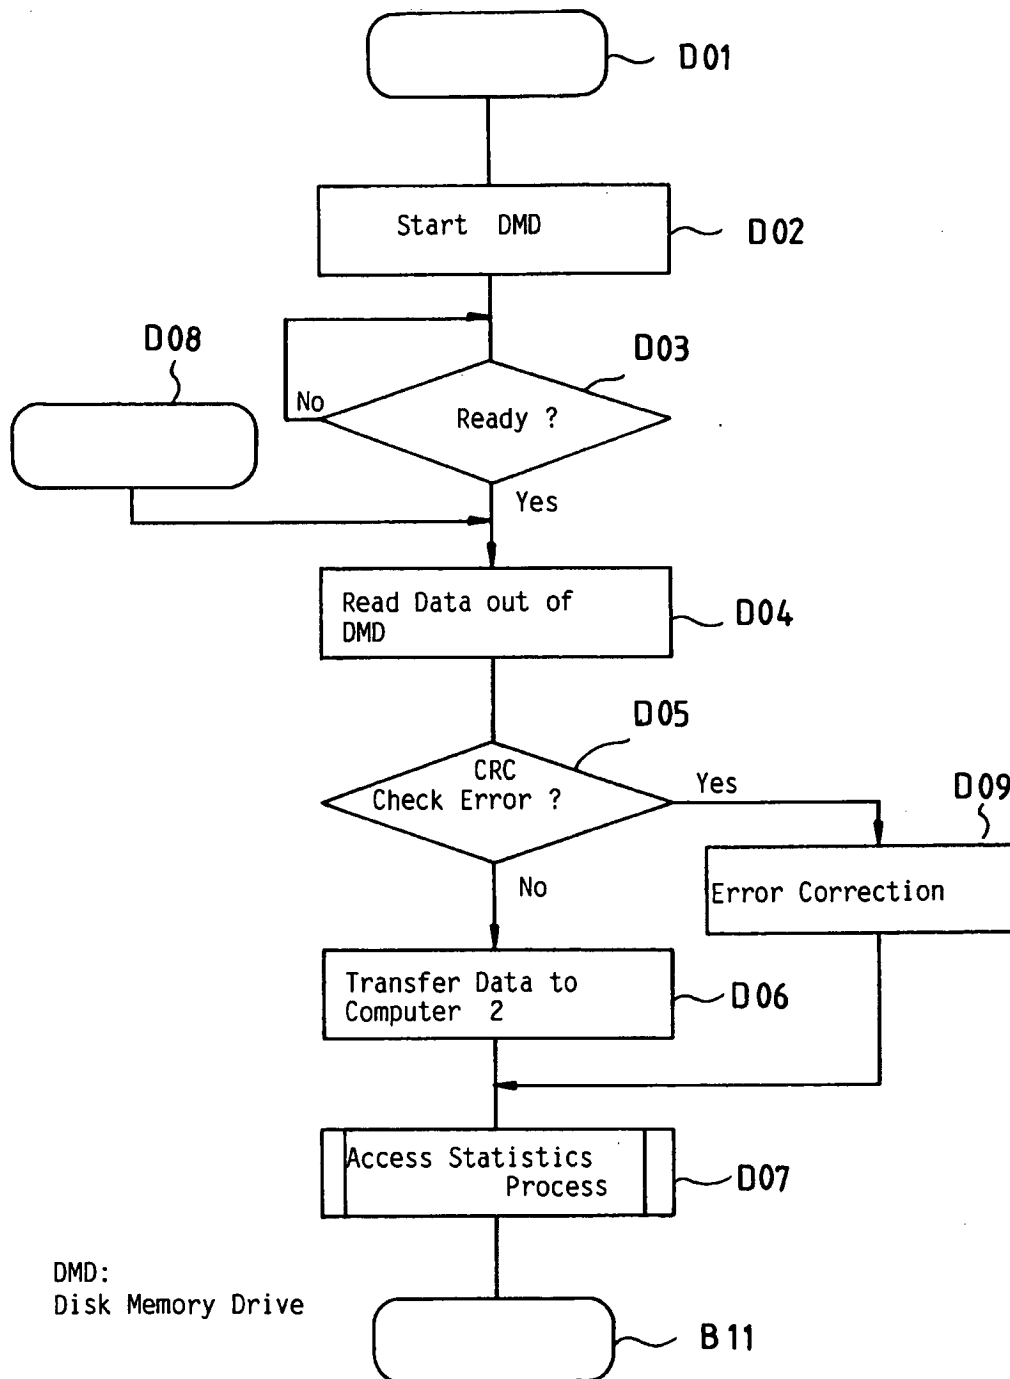 D01
Start DMD
D02
D08
D03
No
Ready ?
Yes
Read Data out of
DMD
D04
D05
CRC
Check Error ?
Yes
D09
No
Error Correction
Transfer Data to
Computer 2
D06
Access Statistics
Process
D07
DMD:
Disk Memory Drive
B11